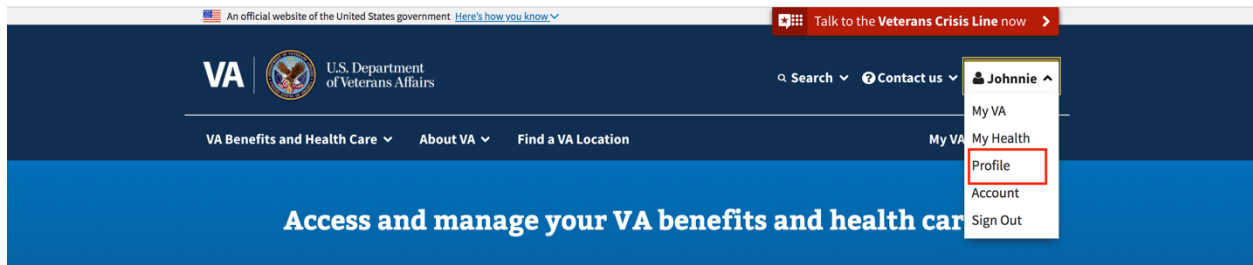 An official website of the United States government Here's how you know
Talk to the Veterans Crisis Line now
VA
U.S. Department
of Veterans Affairs
Search
Contact us
Johnnie
My VA
My Health
Profile
Account
Sign Out
VA Benefits and Health Care
About VA
Find a VA Location
My VA
Access and manage your VA benefits and health car